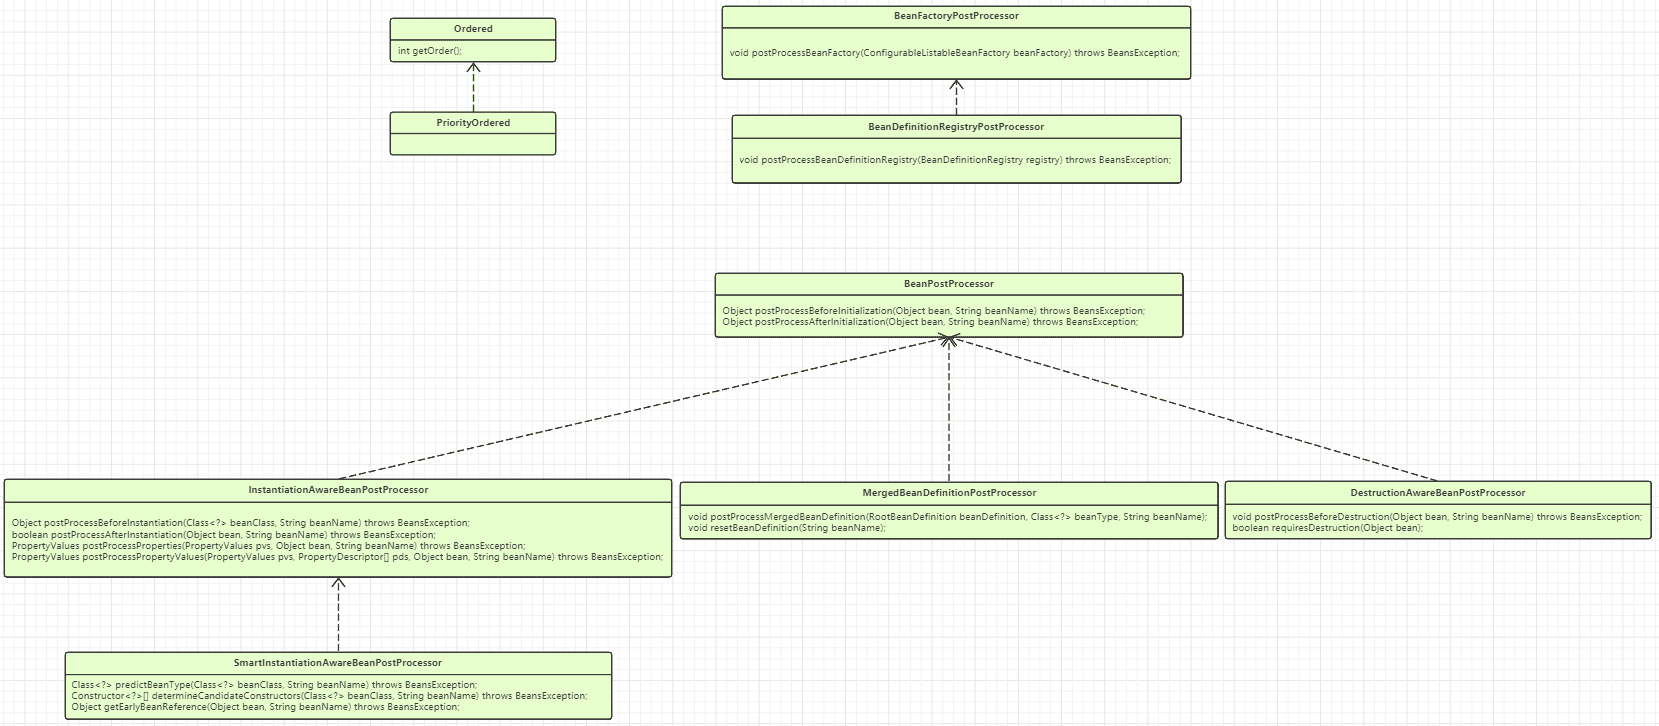 Ordered
int getOrder();
PriorityOrdered
BeanFactoryPostProcessor
void postProcessBeanFactory(ConfigurableListableBeanFactory beanFactory) throws BeansException;
BeanDefinitionRegistryPostProcessor
void postProcessBeanDefinitionRegistry(BeanDefinitionRegistry registry) throws BeansException;
BeanPostProcessor
Object postProcessBeforeInitialization(Object bean, String beanName) throws BeansException;
Object postProcessAfterInitialization(Object bean, String beanName) throws BeansException;
InstantiationAwareBeanPostProcessor
Object postProcessBeforeInstantiation(Class<?> beanClass, String beanName) throws BeansException;
boolean postProcessAfterInstantiation(Object bean, String beanName) throws BeansException;
PropertyValues postProcessProperties(PropertyValues pvs, Object bean, String beanName) throws BeansException;
PropertyValues postProcessPropertyValues(PropertyValues pvs, PropertyDescriptor[] pds, Object bean, String beanName) throws BeansException;
MergedBeanDefinitionPostProcessor
void postProcessMergedBeanDefinition(RootBeanDefinition beanDefinition, Class<?> beanType, String beanName);
void resetBeanDefinition(String beanName);
DestructionAwareBeanPostProcessor
void postProcessBeforeDestruction(Object bean, String beanName) throws BeansException;
boolean requiresDestruction(Object bean);
SmartInstantiationAwareBeanPostProcessor
Class<?> predictBeanType(Class<?> beanClass, String beanName) throws BeansException;
Constructor<?>[] determineCandidateConstructors(Class<?> beanClass, String beanName) throws BeansException;
Object getEarlyBeanReference(Object bean, String beanName) throws BeansException;